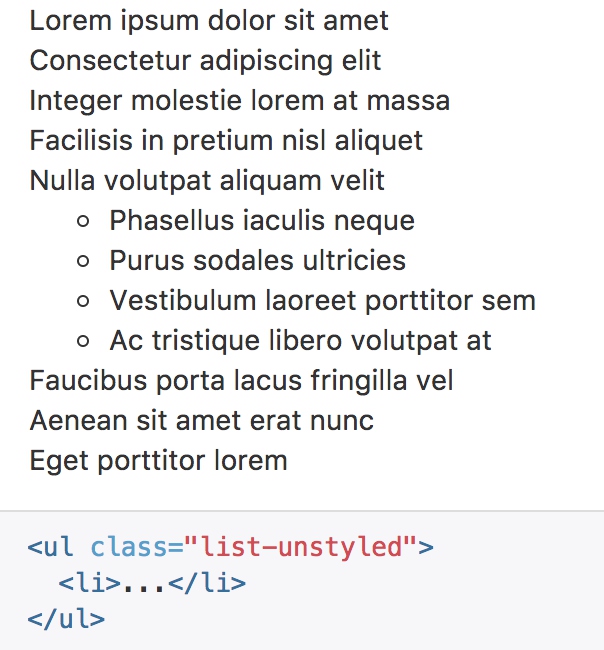 Lorem ipsum dolor sit amet
Consectetur adipiscing elit
Integer molestie lorem at massa
Facilisis in pretium nisl aliquet
Nulla volutpat aliquam velit
Phasellus iaculis neque
Purus sodales ultricies
Vestibulum laoreet porttitor sem
Ac tristique libero volutpat at
Faucibus porta lacus fringilla vel
Aenean sit amet erat nunc
Eget porttitor lorem
<ul class="list-unstyled">
  <li>...</li>
</ul>